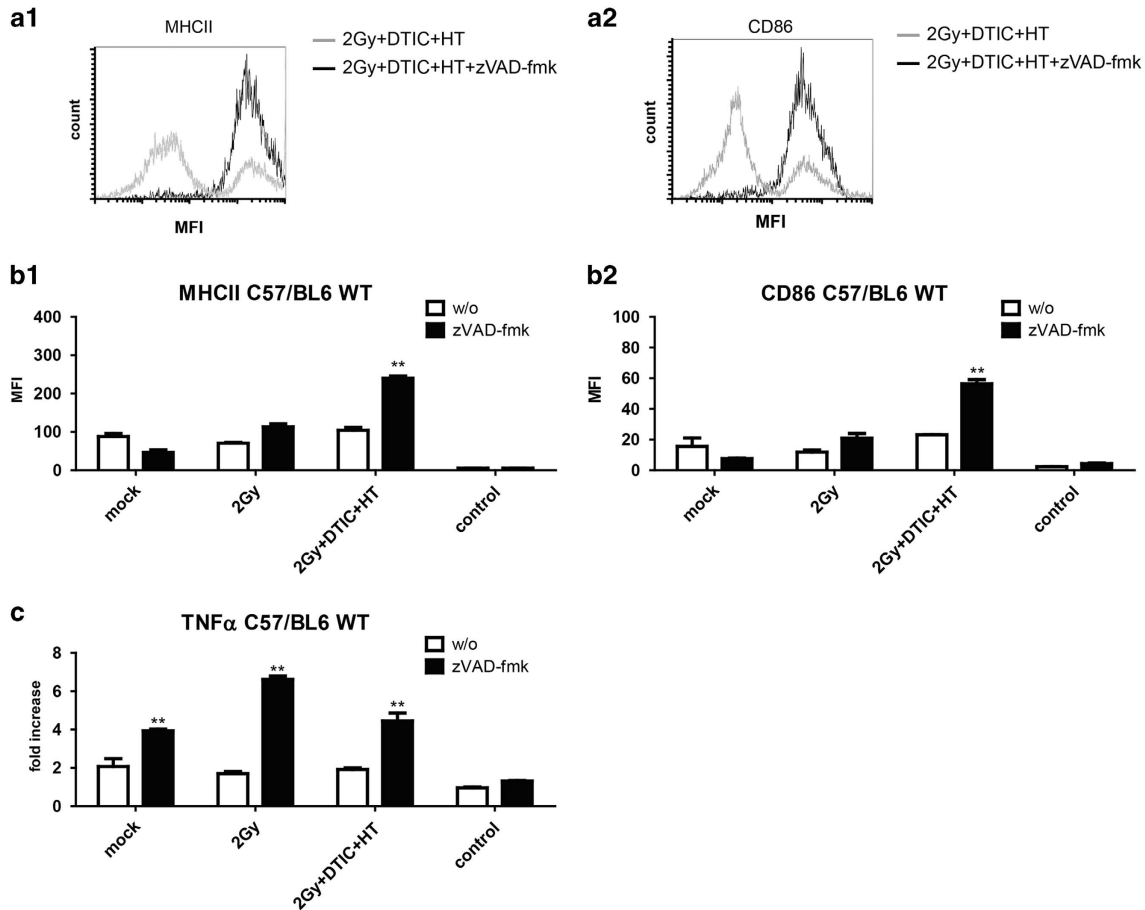 a1
MHCII
2Gy+DTIC+HT
2Gy+DTIC+HT+zVAD-fmk
count
MFI
a2
CD86
2Gy+DTIC+HT
2Gy+DTIC+HT+zVAD-fmk
count
MFI
b1
MHCII C57/BL6 WT
w/o
zVAD-fmk
MFI
400
300
200
100
0
**
mock
2Gy
2Gy+DTIC+HT
control
b2
CD86 C57/BL6 WT
w/o
zVAD-fmk
MFI
100
80
60
40
20
0
**
mock
2Gy
2Gy+DTIC+HT
control
c
TNFα C57/BL6 WT
w/o
zVAD-fmk
fold increase
8
6
4
2
0
**
**
**
mock
2Gy
2Gy+DTIC+HT
control